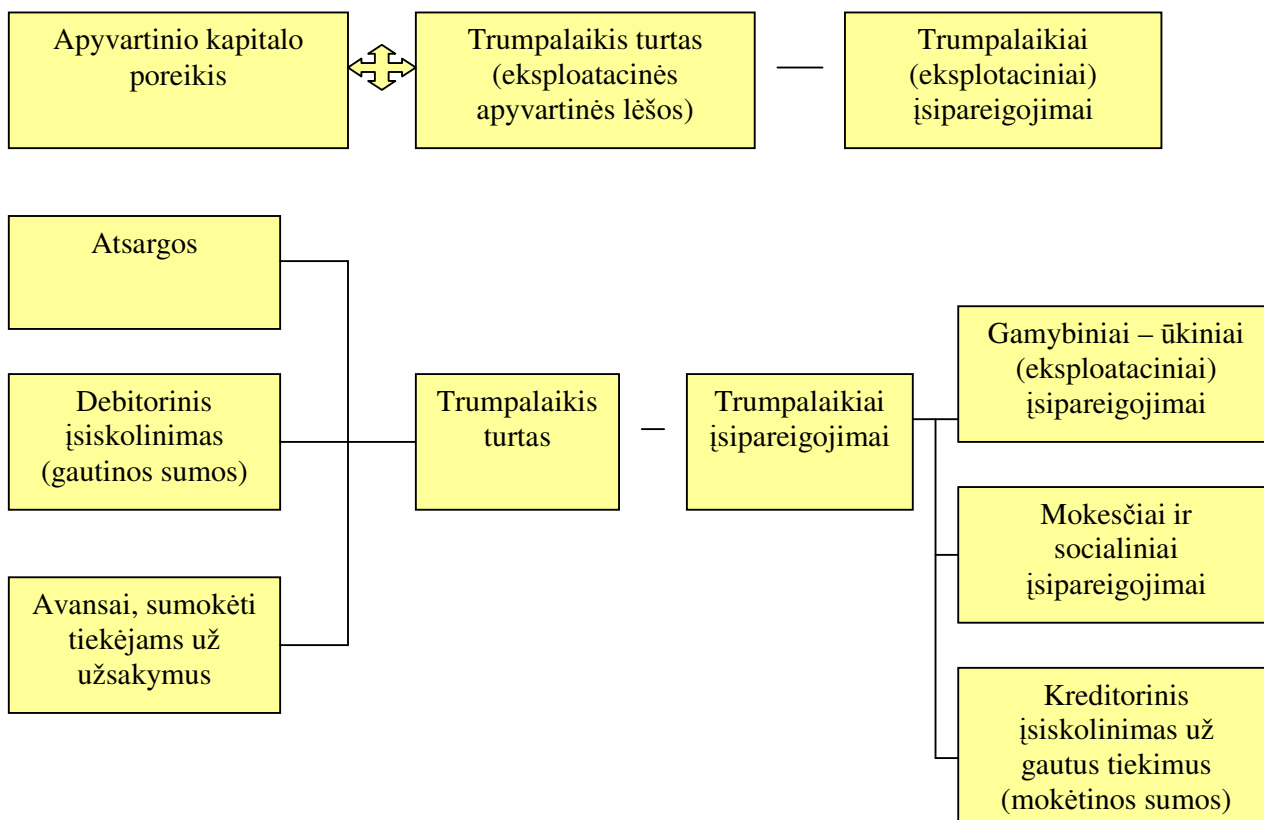 Apyvartinio kapitalo
poreikis
Trumpalaikis turtas
(eksploatacinės
apyvartinės lėšos)
—
Trumpalaikiai
(eksplotaciniai)
įsipareigojimai
Atsargos
Debitorinis
įsiskolinimas
(gautinos sumos)
Avansai, sumokėti
tiekėjams už
užsakymus
Trumpalaikis
turtas
–
Trumpalaikiai
įsipareigojimai
Gamybiniai – ūkiniai
(eksploataciniai)
įsipareigojimai
Mokesčiai ir
socialiniai
įsipareigojimai
Kreditorinis
įsiskolinimas už
gautus tiekimus
(mokėtinos sumos)